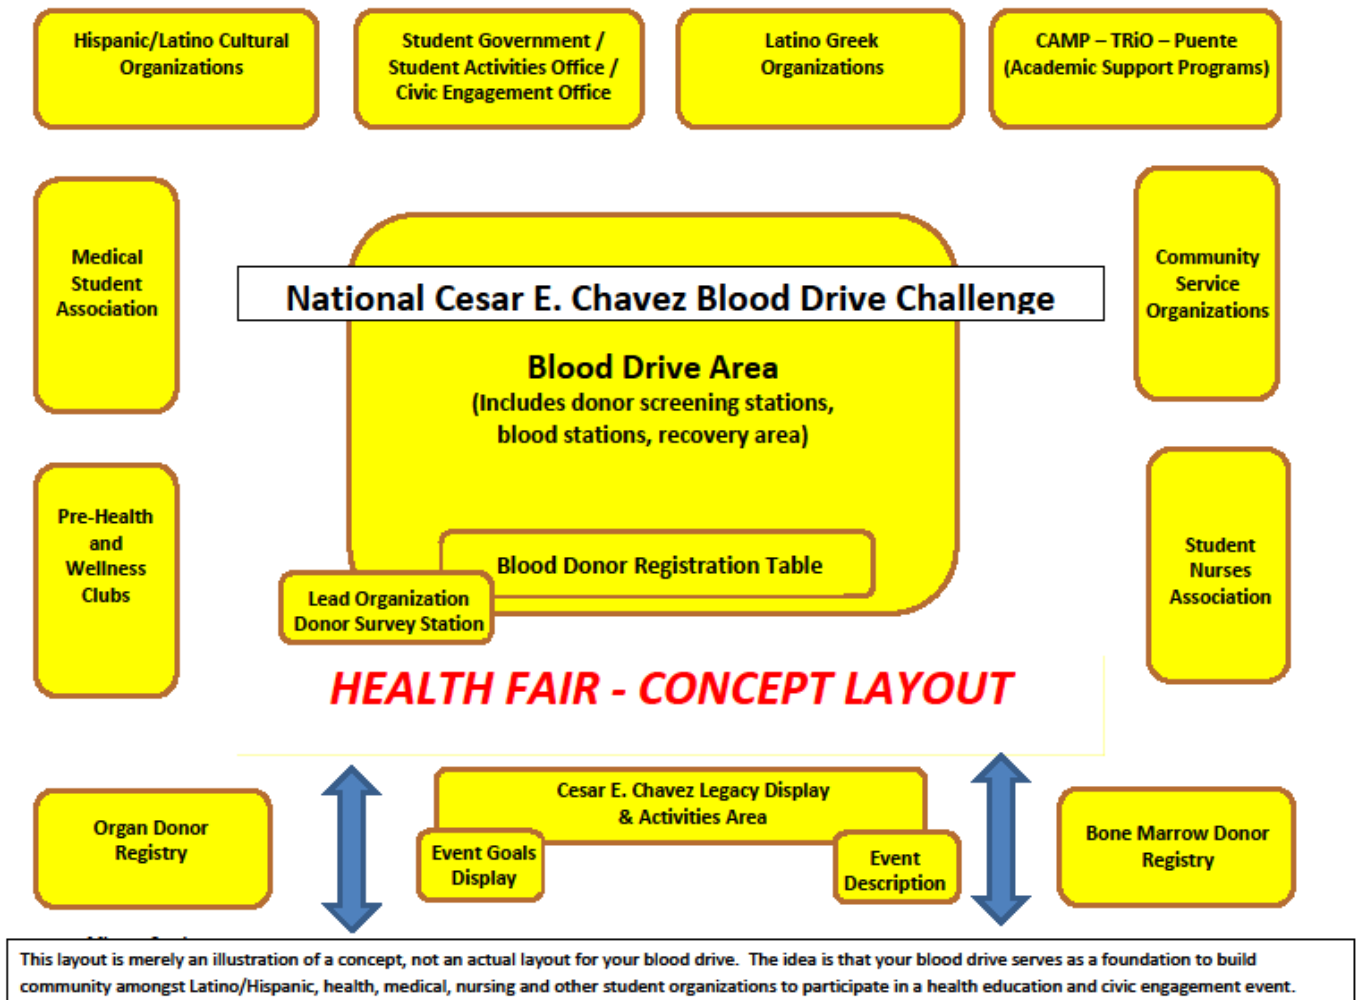 Hispanic/Latino Cultural
Organizations
Student Government /
Student Activities Office /
Civic Engagement Office
Latino Greek
Organizations
CAMP – TRiO – Puente
(Academic Support Programs)
Medical
Student
Association
Community
Service
Organizations
National Cesar E. Chavez Blood Drive Challenge
Blood Drive Area
(Includes donor screening stations,
blood stations, recovery area)
Pre-Health
and
Wellness
Clubs
Student
Nurses
Association
Blood Donor Registration Table
Lead Organization
Donor Survey Station
HEALTH FAIR - CONCEPT LAYOUT
Organ Donor
Registry
Cesar E. Chavez Legacy Display
& Activities Area
Event Goals
Display
Event
Description
Bone Marrow Donor
Registry
This layout is merely an illustration of a concept, not an actual layout for your blood drive.  The idea is that your blood drive serves as a foundation to build
community amongst Latino/Hispanic, health, medical, nursing and other student organizations to participate in a health education and civic engagement event.